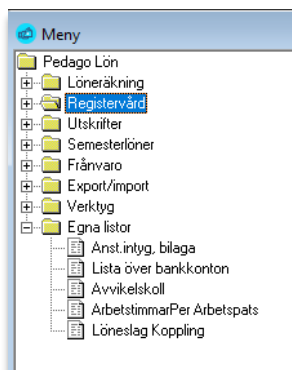 Meny
Pedago Lön
Löneräkning
Registervård
Utskrifter
Semesterlöner
Frånvaro
Export/import
Verktyg
Egna listor
Anst.intyg, bilaga
Lista över bankkonton
Avvikelskoll
ArbetstimmarPer Arbetspats
Löneslag Koppling